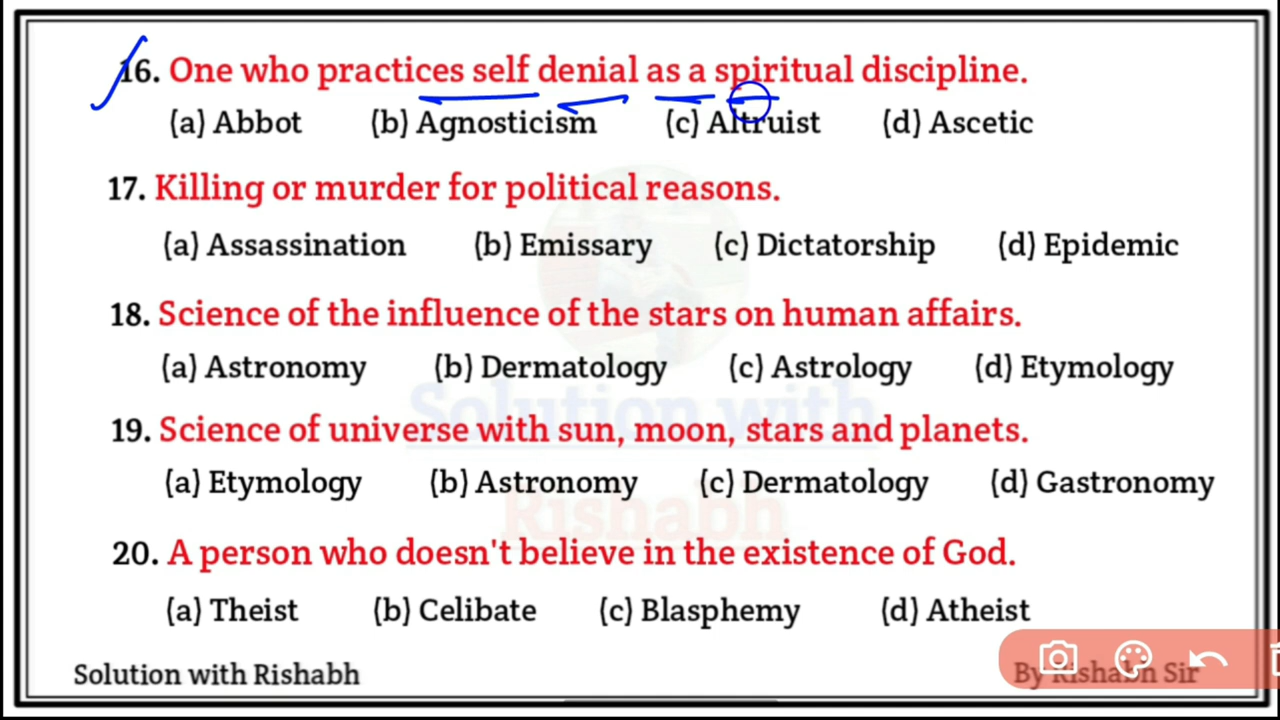 16. One who practices self denial as a spiritual discipline.
(a) Abbot (b) Agnosticism (c) Altruist (d) Ascetic
17. Killing or murder for political reasons.
(a) Assassination (b) Emissary (c) Dictatorship (d) Epidemic
18. Science of the influence of the stars on human affairs.
(a) Astronomy (b) Dermatology (c) Astrology (d) Etymology
Solution with
19. Science of universe with sun, moon, stars and planets.
(a) Etymology (b) Astronomy (c) Dermatology (d) Gastronomy
Rishabh
20. A person who doesn't believe in the existence of God.
(a) Theist (b) Celibate (c) Blasphemy (d) Atheist
Solution with Rishabh By Rishabh Sir